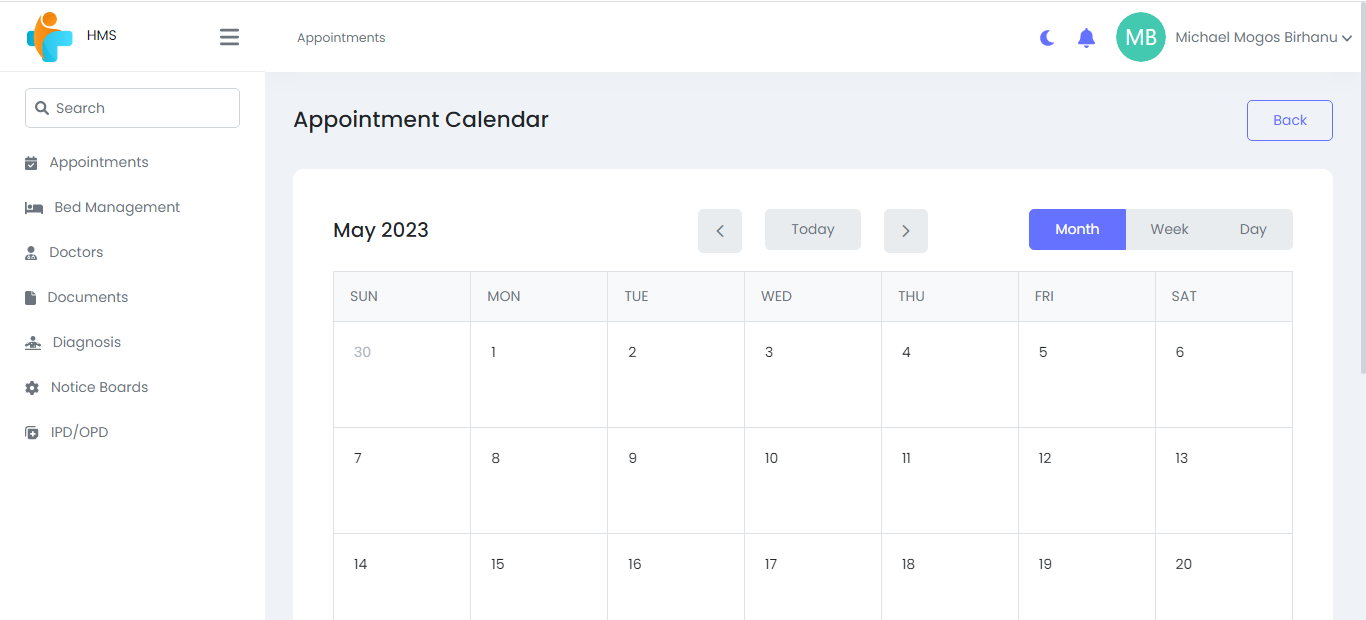 HMS
Appointments
MB
Michael Mogos Birhanu
Search
Appointments
Bed Management
Doctors
Documents
Diagnosis
Notice Boards
IPD/OPD
Appointment Calendar
Back
May 2023
Today
Month Week Day
SUN MON TUE WED THU FRI SAT
30 1 2 3 4 5 6
7 8 9 10 11 12 13
14 15 16 17 18 19 20